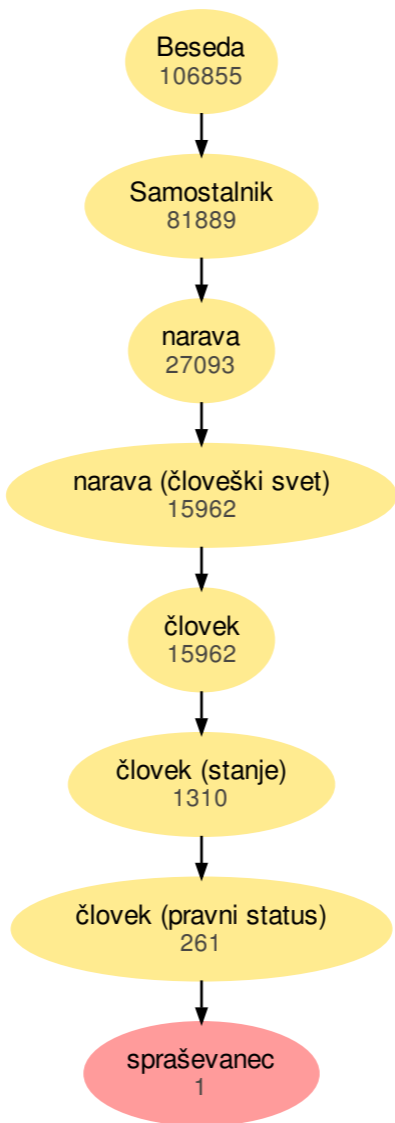 Beseda
106855
Samostalnik
81889
narava
27093
narava (človeški svet)
15962
človek
15962
človek (stanje)
1310
človek (pravni status)
261
spraševanec
1